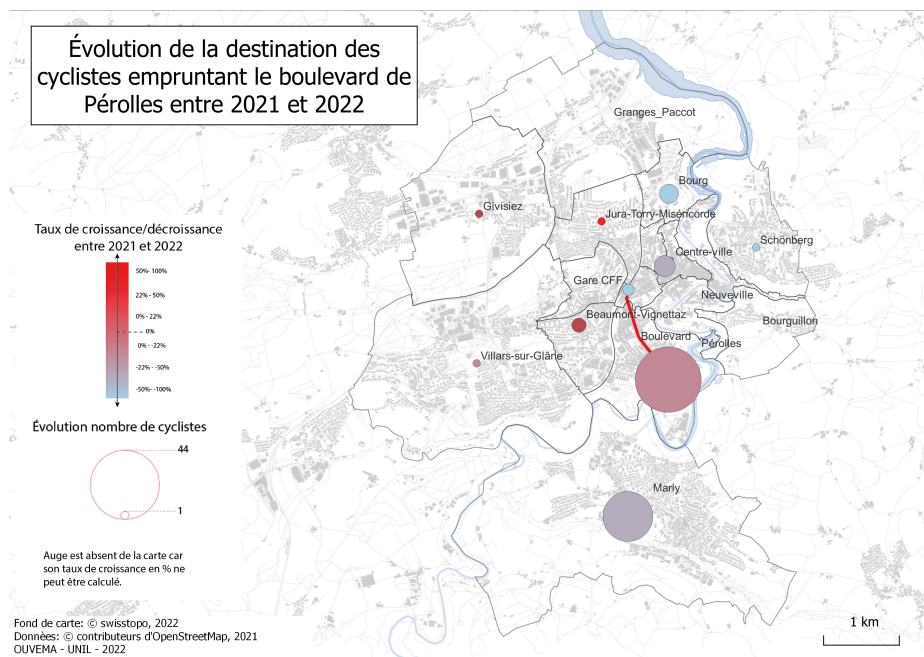 Évolution de la destination des
cyclistes empruntant le boulevard de
Pérolles entre 2021 et 2022
Granges_Paccot
Bourg
Givisiez
Jura-Torry-Miséricorde
Schönberg
Centre-ville
Gare CFF
Neuveville
Beaumont-Vignettaz
Bourguillon
Boulevard
Pérolles
Villars-sur-Glâne
Marly
Taux de croissance/décroissance
entre 2021 et 2022
50%- 100%
22% - 50%
0% - 22%
0%
0% -22%
-22% - -50%
-50% -100%
Évolution nombre de cyclistes
44
1
Auge est absent de la carte car
son taux de croissance en % ne
peut être calculé.
Fond de carte: © swisstopo, 2022
Donnèes: © contributeurs d'OpenStreetMap, 2021
OUVEMA - UNIL - 2022
1 km